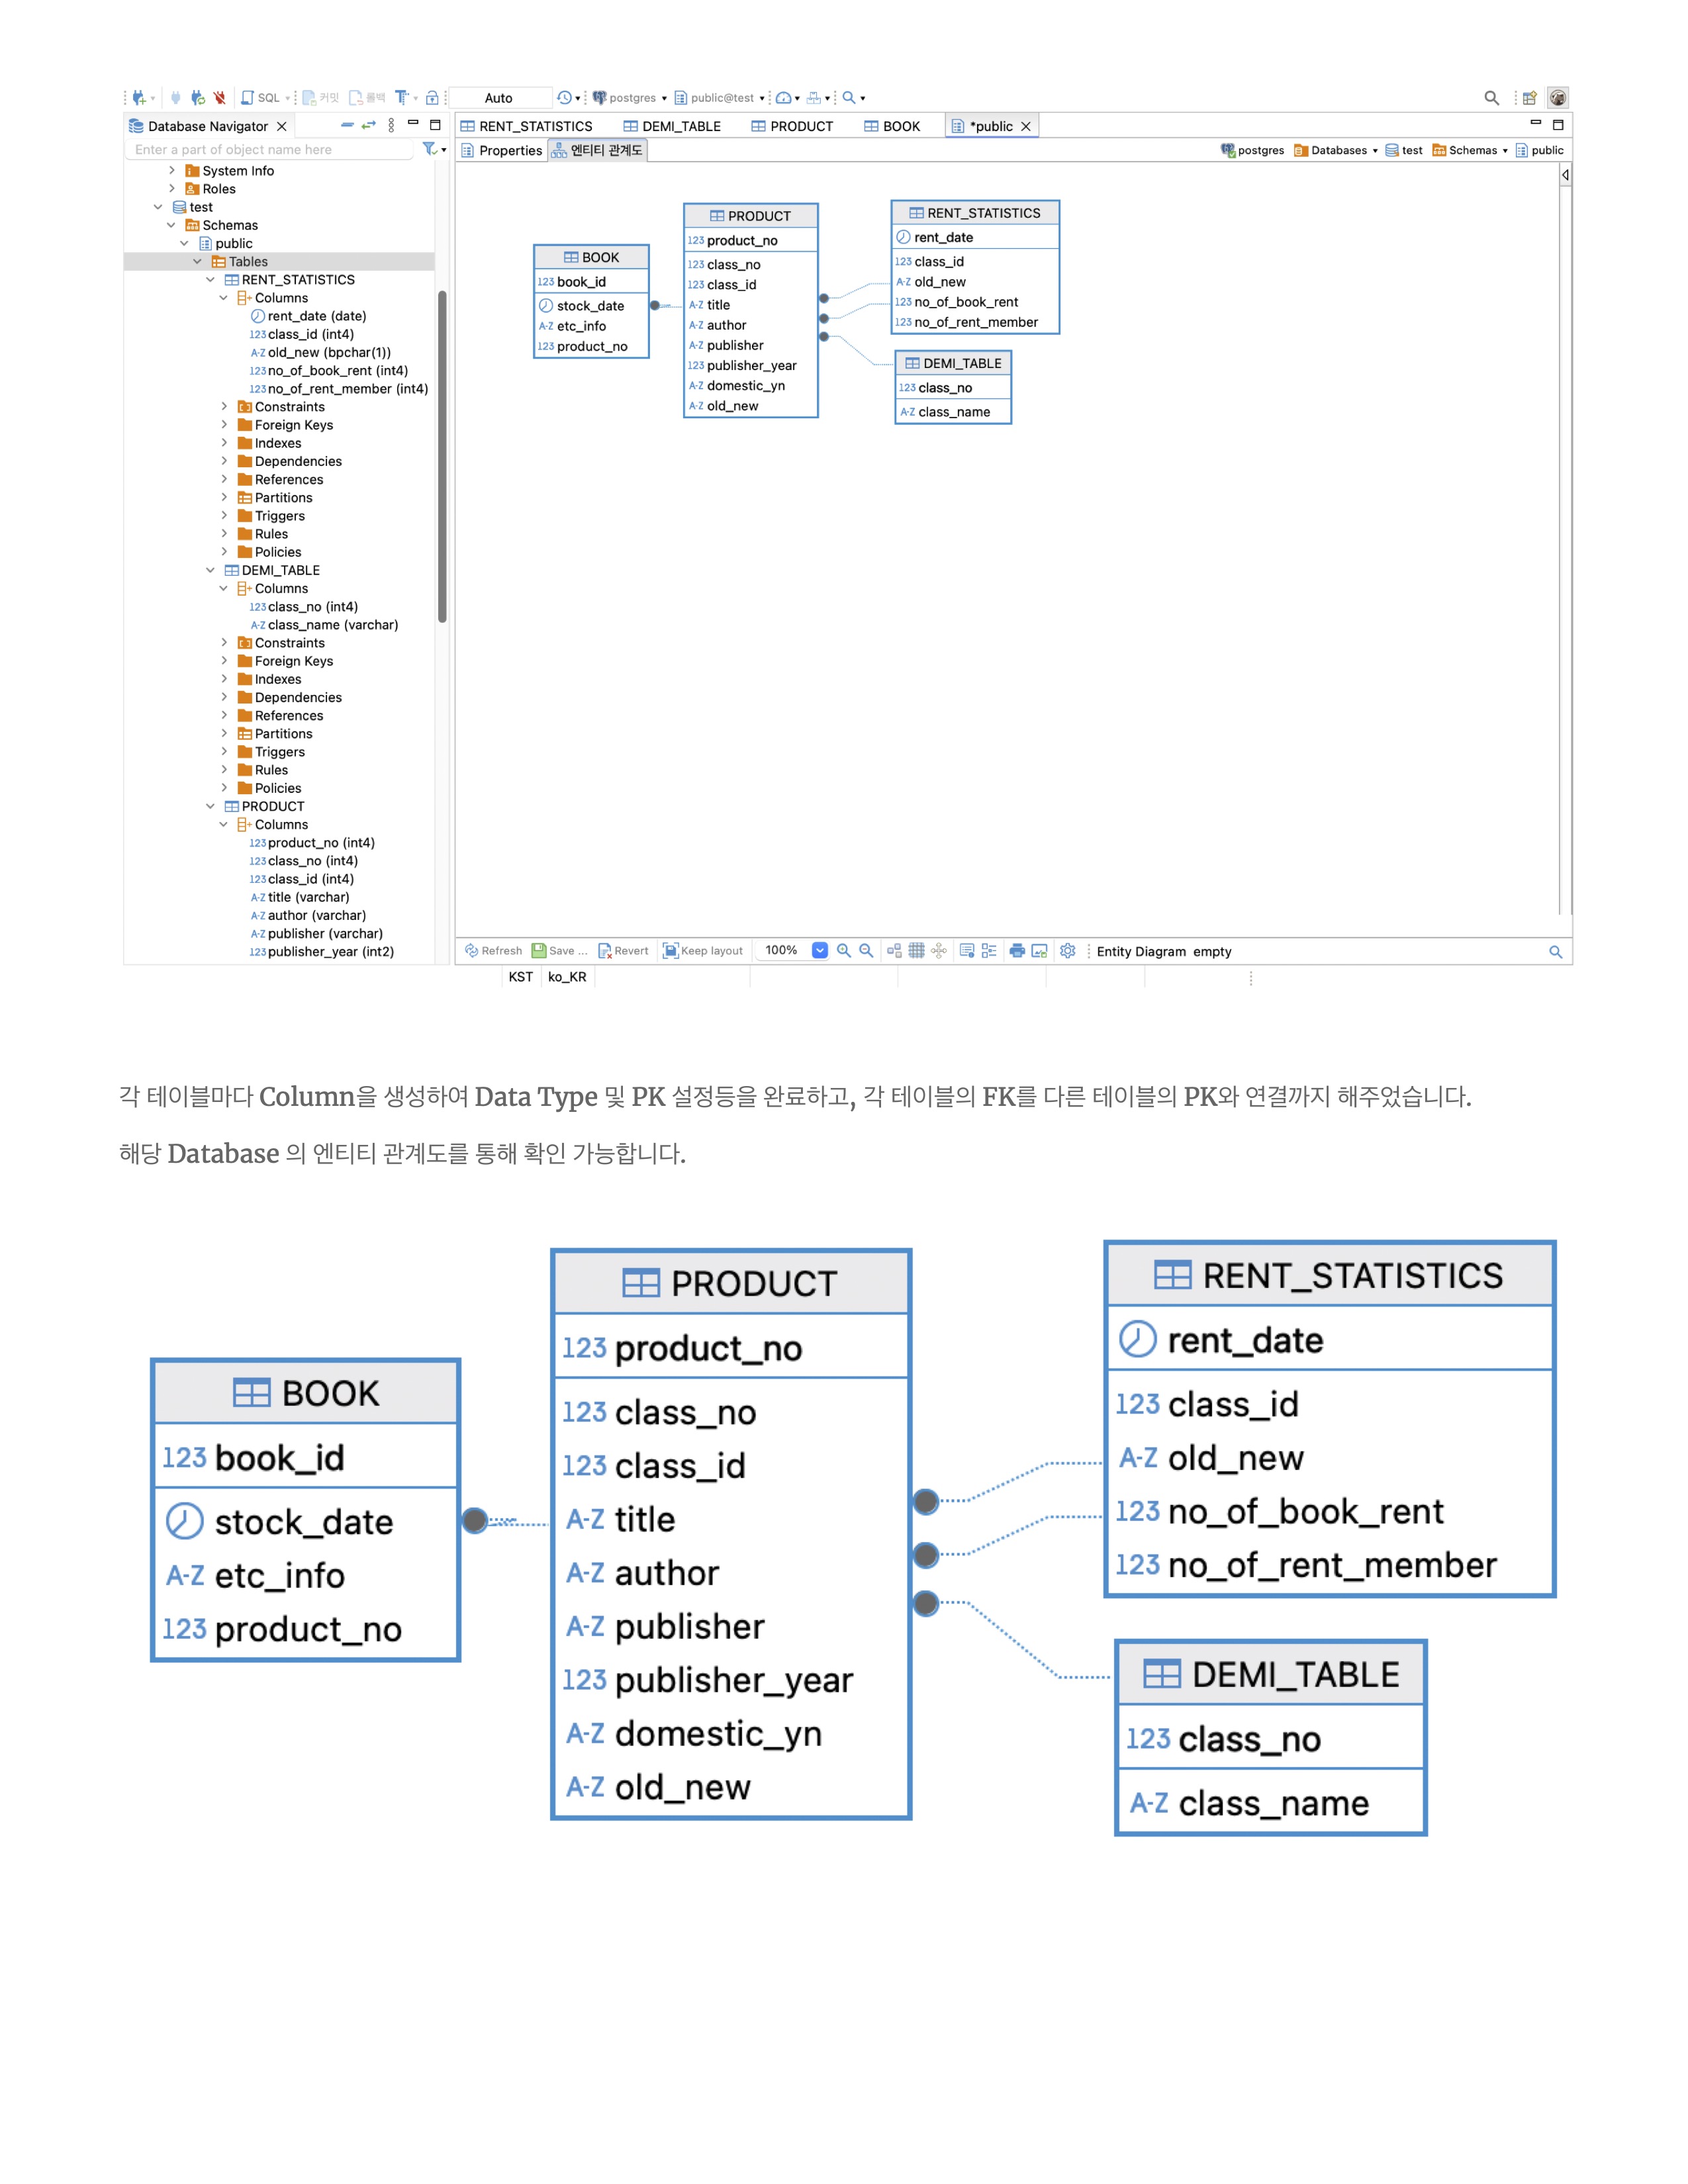 SQL 커밋 롤백 Auto postgres public@test
Database Navigator
Enter a part of object name here
System Info
Roles
test
Schemas
public
Tables
RENT_STATISTICS
Columns
rent_date (date)
123 class_id (int4)
A-Z old_new (bpchar(1))
123 no_of_book_rent (int4)
123 no_of_rent_member (int4)
Constraints
Foreign Keys
Indexes
Dependencies
References
Partitions
Triggers
Rules
Policies
DEMI_TABLE
Columns
123 class_no (int4)
A-Z class_name (varchar)
Constraints
Foreign Keys
Indexes
Dependencies
References
Partitions
Triggers
Rules
Policies
PRODUCT
Columns
123 product_no (int4)
123 class_no (int4)
123 class_id (int4)
A-Z title (varchar)
A-Z author (varchar)
A-Z publisher (varchar)
123 publisher_year (int2)
RENT_STATISTICS DEMI_TABLE PRODUCT BOOK *public
Properties 엔티티 관계도 postgres Databases test Schemas public
BOOK
123 book_id
stock_date
A-Z etc_info
123 product_no
PRODUCT
123 product_no
123 class_no
123 class_id
A-Z title
A-Z author
A-Z publisher
123 publisher_year
A-Z domestic_yn
A-Z old_new
RENT_STATISTICS
rent_date
123 class_id
A-Z old_new
123 no_of_book_rent
123 no_of_rent_member
DEMI_TABLE
123 class_no
A-Z class_name
Refresh Save ... Revert Keep layout 100% Entity Diagram empty
KST ko_KR
각 테이블마다 Column을 생성하여 Data Type 및 PK 설정등을 완료하고, 각 테이블의 FK를 다른 테이블의 PK와 연결까지 해주었습니다.
해당 Database 의 엔티티 관계도를 통해 확인 가능합니다.
BOOK
123 book_id
stock_date
A-Z etc_info
123 product_no
PRODUCT
123 product_no
123 class_no
123 class_id
A-Z title
A-Z author
A-Z publisher
123 publisher_year
A-Z domestic_yn
A-Z old_new
RENT_STATISTICS
rent_date
123 class_id
A-Z old_new
123 no_of_book_rent
123 no_of_rent_member
DEMI_TABLE
123 class_no
A-Z class_name